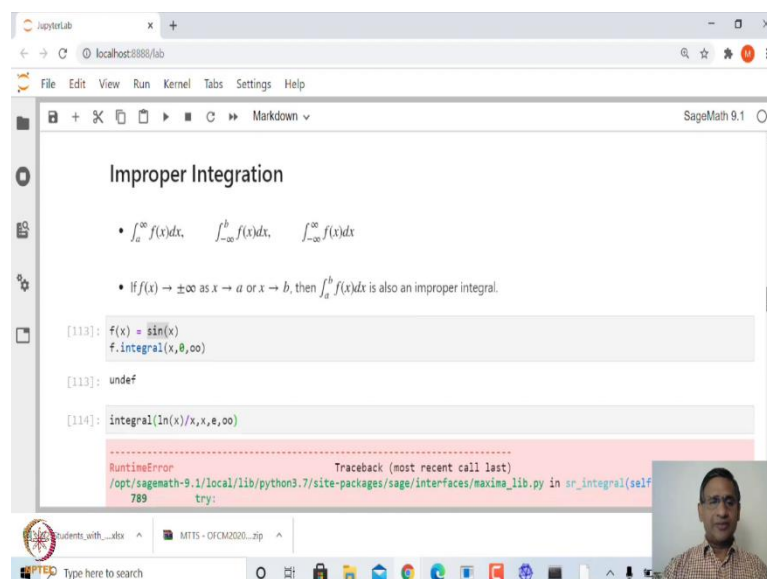 JupyterLab
localhost:8888/lab
M
File Edit View Run Kernel Tabs Settings Help
Markdown
SageMath 9.1
Improper Integration
• ∫_a^∞ f(x)dx, ∫_{-∞}^b f(x)dx, ∫_{-∞}^∞ f(x)dx
• If f(x) → ±∞ as x → a or x → b, then ∫_a^b f(x)dx is also an improper integral.
[113]: f(x) = sin(x)
f.integral(x,0,oo)
[113]: undef
[114]: integral(ln(x)/x,x,e,oo)
---------------------------------------------------------------------------
RuntimeError Traceback (most recent call last)
/opt/sagemath-9.1/local/lib/python3.7/site-packages/sage/interfaces/maxima_lib.py in sr_integral(self
789 try:
Students_with_....xlsx
MTTS - OFCM2020....zip
NPTEL
Type here to search